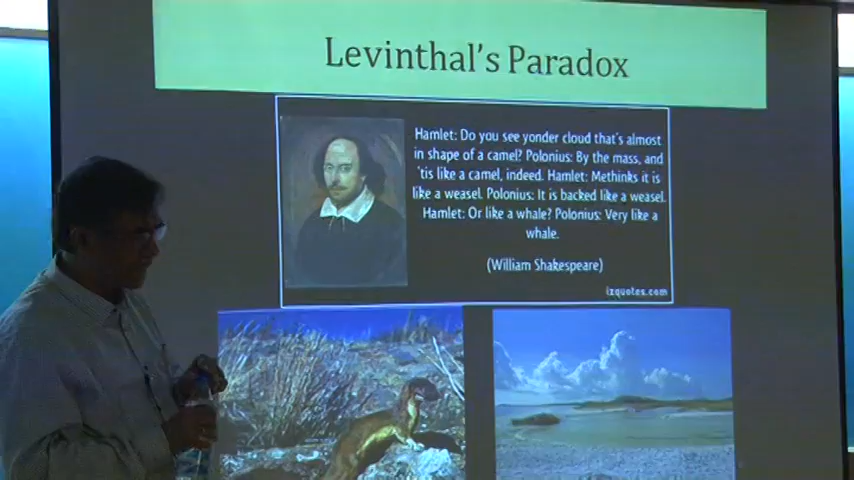 Levinthal's Paradox
Hamlet: Do you see yonder cloud that's almost
in shape of a camel? Polonius: By the mass, and
'tis like a camel, indeed. Hamlet: Methinks it is
like a weasel. Polonius: It is backed like a weasel.
Hamlet: Or like a whale? Polonius: Very like a
whale.
(William Shakespeare)
izquotes.com